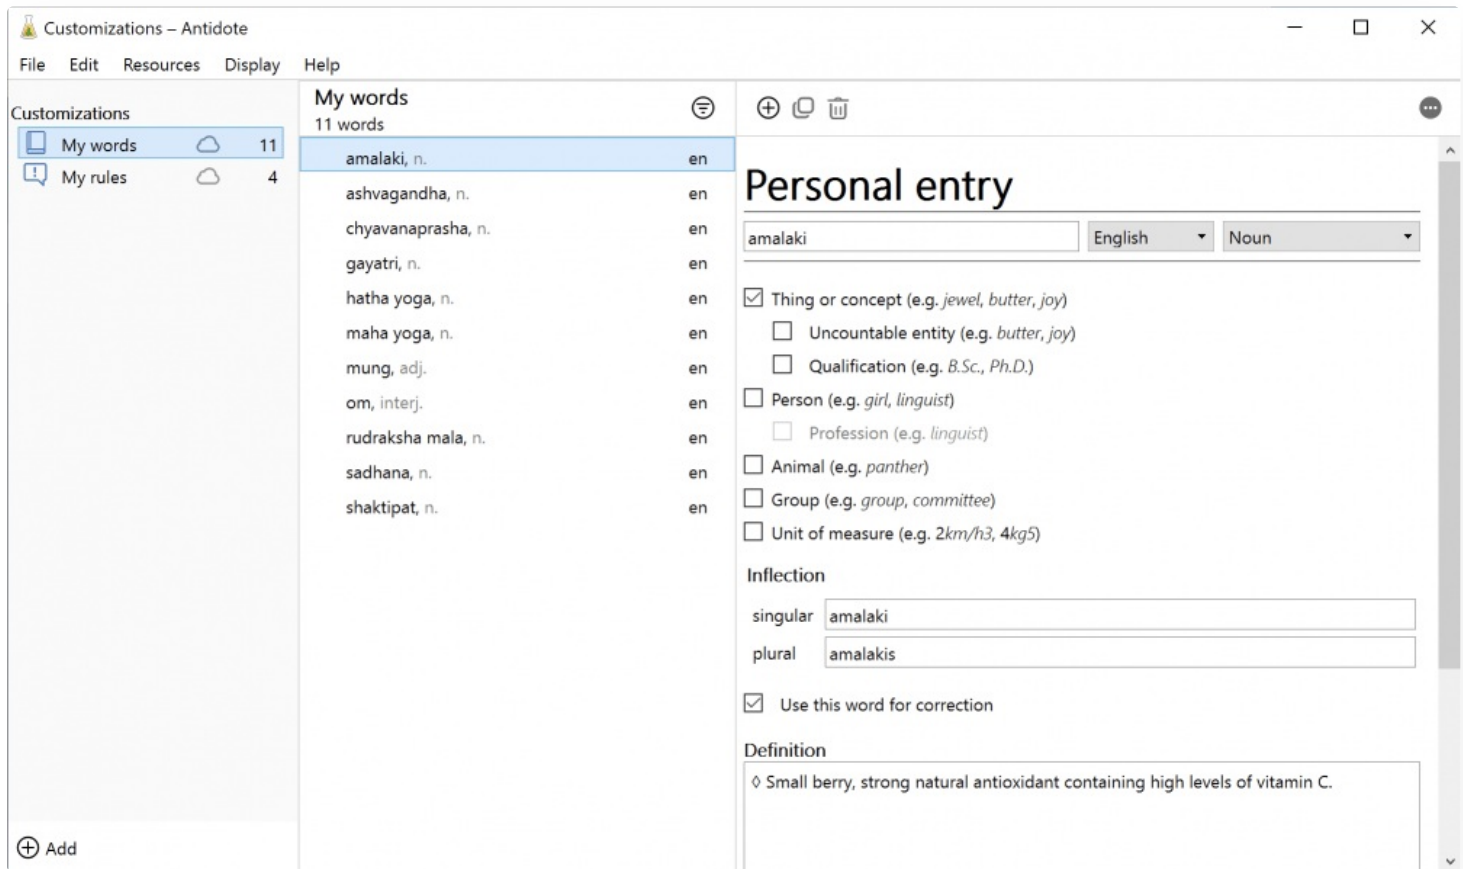 Customizations – Antidote
File Edit Resources Display Help
Customizations
My words 11
My rules 4
Add
My words
11 words
amalaki, n. en
ashvagandha, n. en
chyavanaprasha, n. en
gayatri, n. en
hatha yoga, n. en
maha yoga, n. en
mung, adj. en
om, interj. en
rudraksha mala, n. en
sadhana, n. en
shaktipat, n. en
Personal entry
amalaki English Noun
Thing or concept (e.g. jewel, butter, joy)
Uncountable entity (e.g. butter, joy)
Qualification (e.g. B.Sc., Ph.D.)
Person (e.g. girl, linguist)
Profession (e.g. linguist)
Animal (e.g. panther)
Group (e.g. group, committee)
Unit of measure (e.g. 2km/h3, 4kg5)
Inflection
singular amalaki
plural amalakis
Use this word for correction
Definition
◊ Small berry, strong natural antioxidant containing high levels of vitamin C.